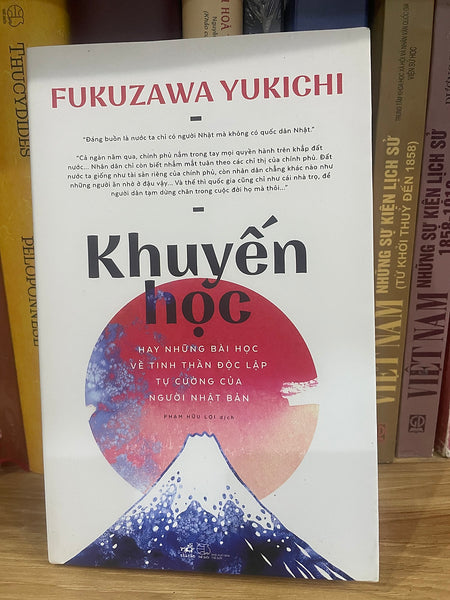 FUKUZAWA YUKICHI
"Đáng buồn là nước ta chỉ có người Nhật mà không có quốc dân Nhật."
"Cả ngàn năm qua, chính phủ nắm trong tay mọi quyền hành trên khắp đất
nước... Nhân dân chỉ còn biết nhắm mắt tuân theo các chỉ thị của chính phủ. Đất
nước ta giống như tài sản riêng của chính phủ, còn nhân dân chẳng khác nào như
những người ăn nhờ ở đậu vậy... Và thế thì quốc gia cũng chỉ như cái nhà trọ, để
người dân tạm dừng chân trong cuộc đời họ mà thôi..."
Khuyến
học
HAY NHỮNG BÀI HỌC
VỀ TINH THẦN ĐỘC LẬP
TỰ CƯỜNG CỦA
NGƯỜI NHẬT BẢN
PHẠM HỮU LỢI dịch
THUCYDIDES
PELOPONNESE
VIỆT NAM NHỮNG SỰ KIỆN LỊCH SỬ
(TỪ KHỞI THUỶ ĐẾN 1858)
VIỆT NAM NHỮNG SỰ KIỆN LỊCH SỬ
VIỆN SỬ HỌC